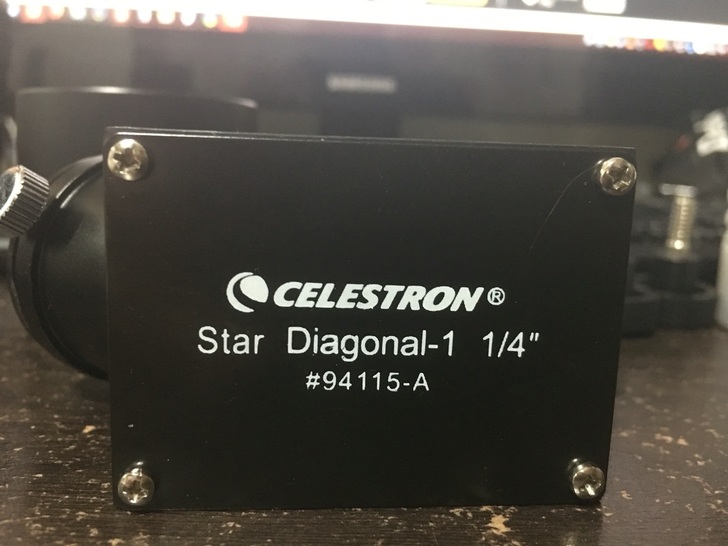 CELESTRON®
Star Diagonal-1 1/4"
#94115-A